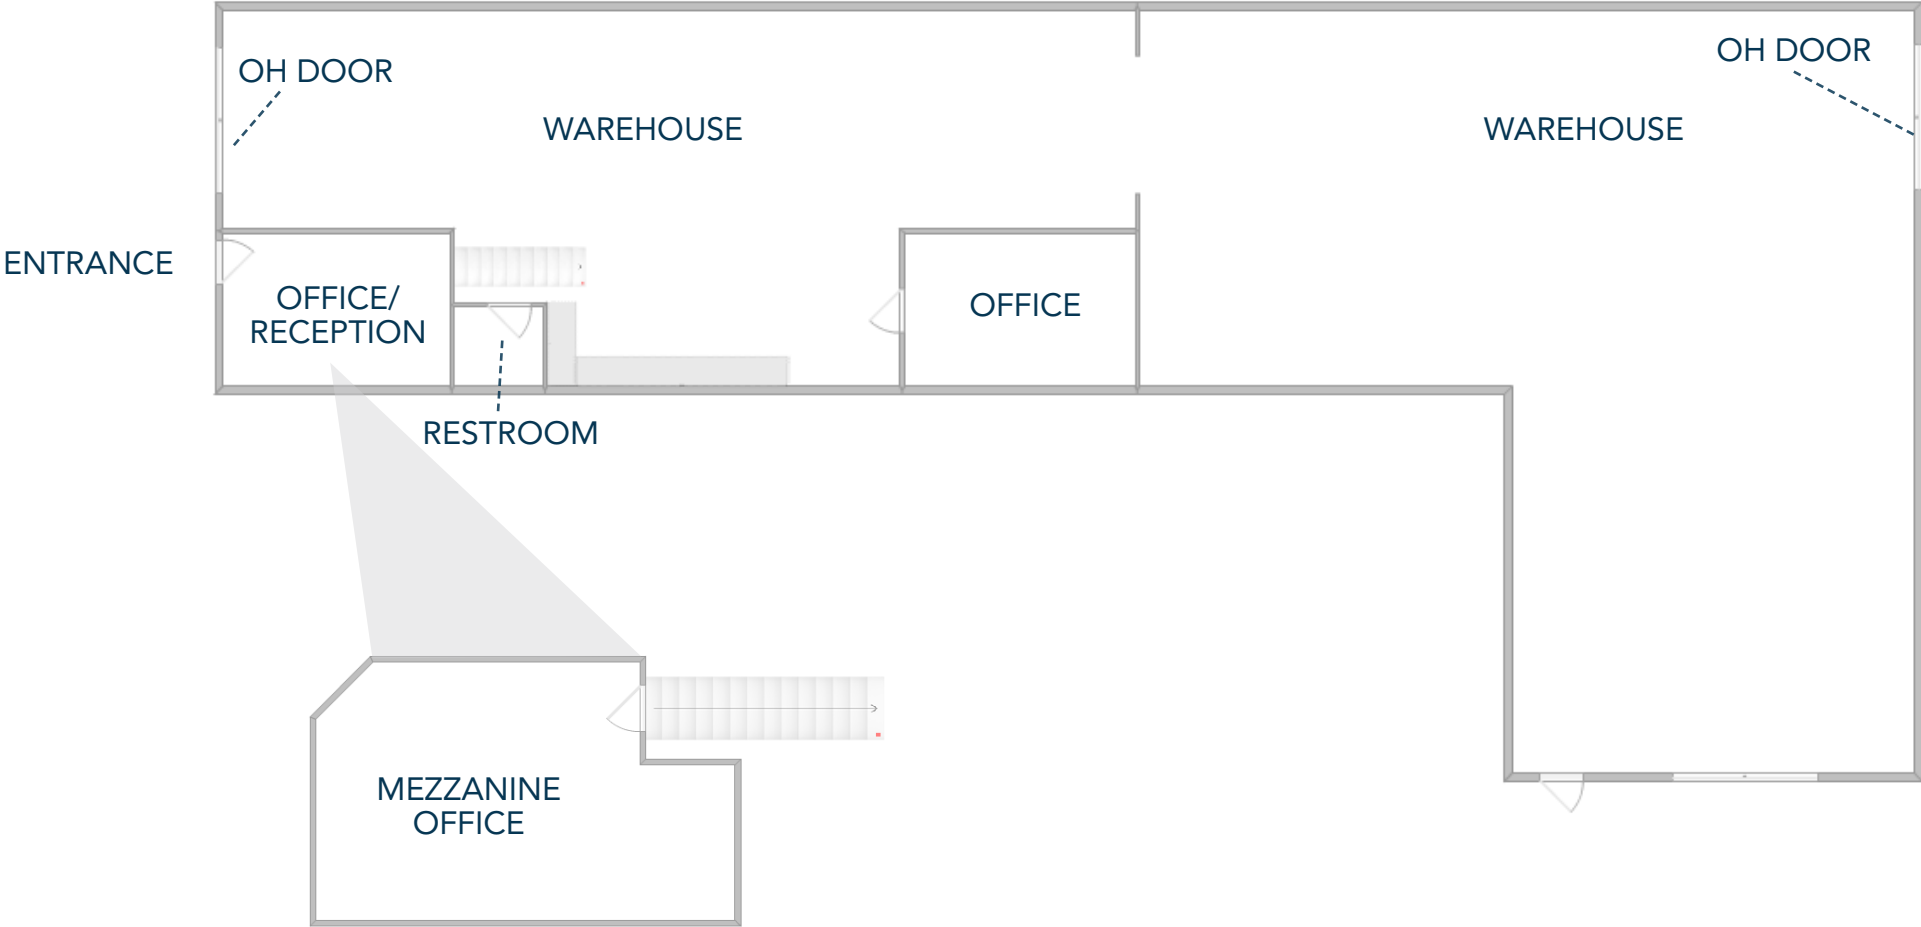 OH DOOR
OH DOOR
WAREHOUSE
WAREHOUSE
ENTRANCE
OFFICE/
RECEPTION
OFFICE
RESTROOM
MEZZANINE
OFFICE